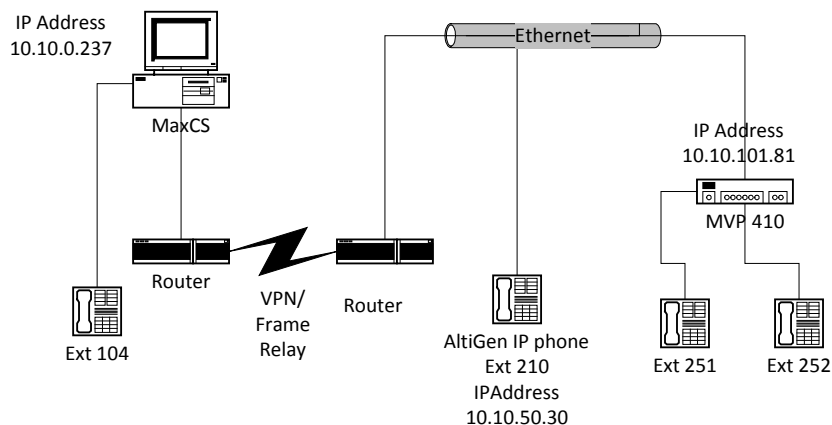 IP Address
10.10.0.237
MaxCS
Router
Ext 104
VPN/
Frame
Relay
Router
Ethernet
AltiGen IP phone
Ext 210
IPAddress
10.10.50.30
IP Address
10.10.101.81
MVP 410
Ext 251
Ext 252